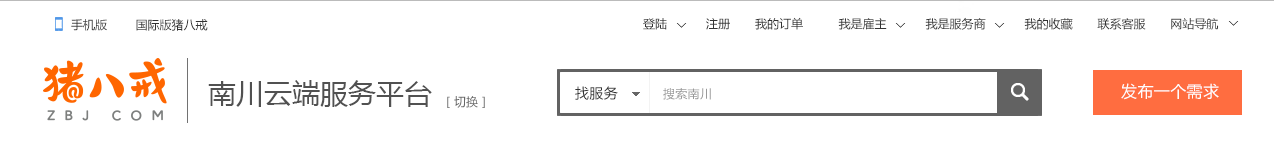 手机版 国际版猪八戒 登陆 注册 我的订单 我是雇主 我是服务商 我的收藏 联系客服 网站导航
猪八戒
ZBJ COM
南川云端服务平台 [ 切换 ]
找服务 搜索南川
发布一个需求